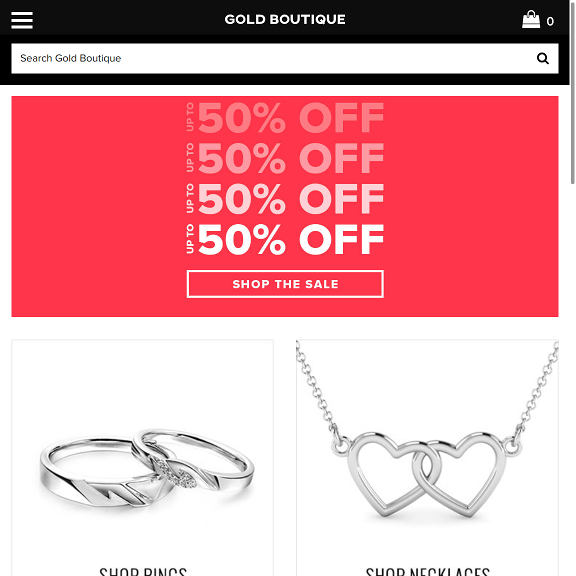 GOLD BOUTIQUE
0
Search Gold Boutique
UP TO 50% OFF
UP TO 50% OFF
UP TO 50% OFF
UP TO 50% OFF
SHOP THE SALE
SHOP RINGS
SHOP NECKLACES